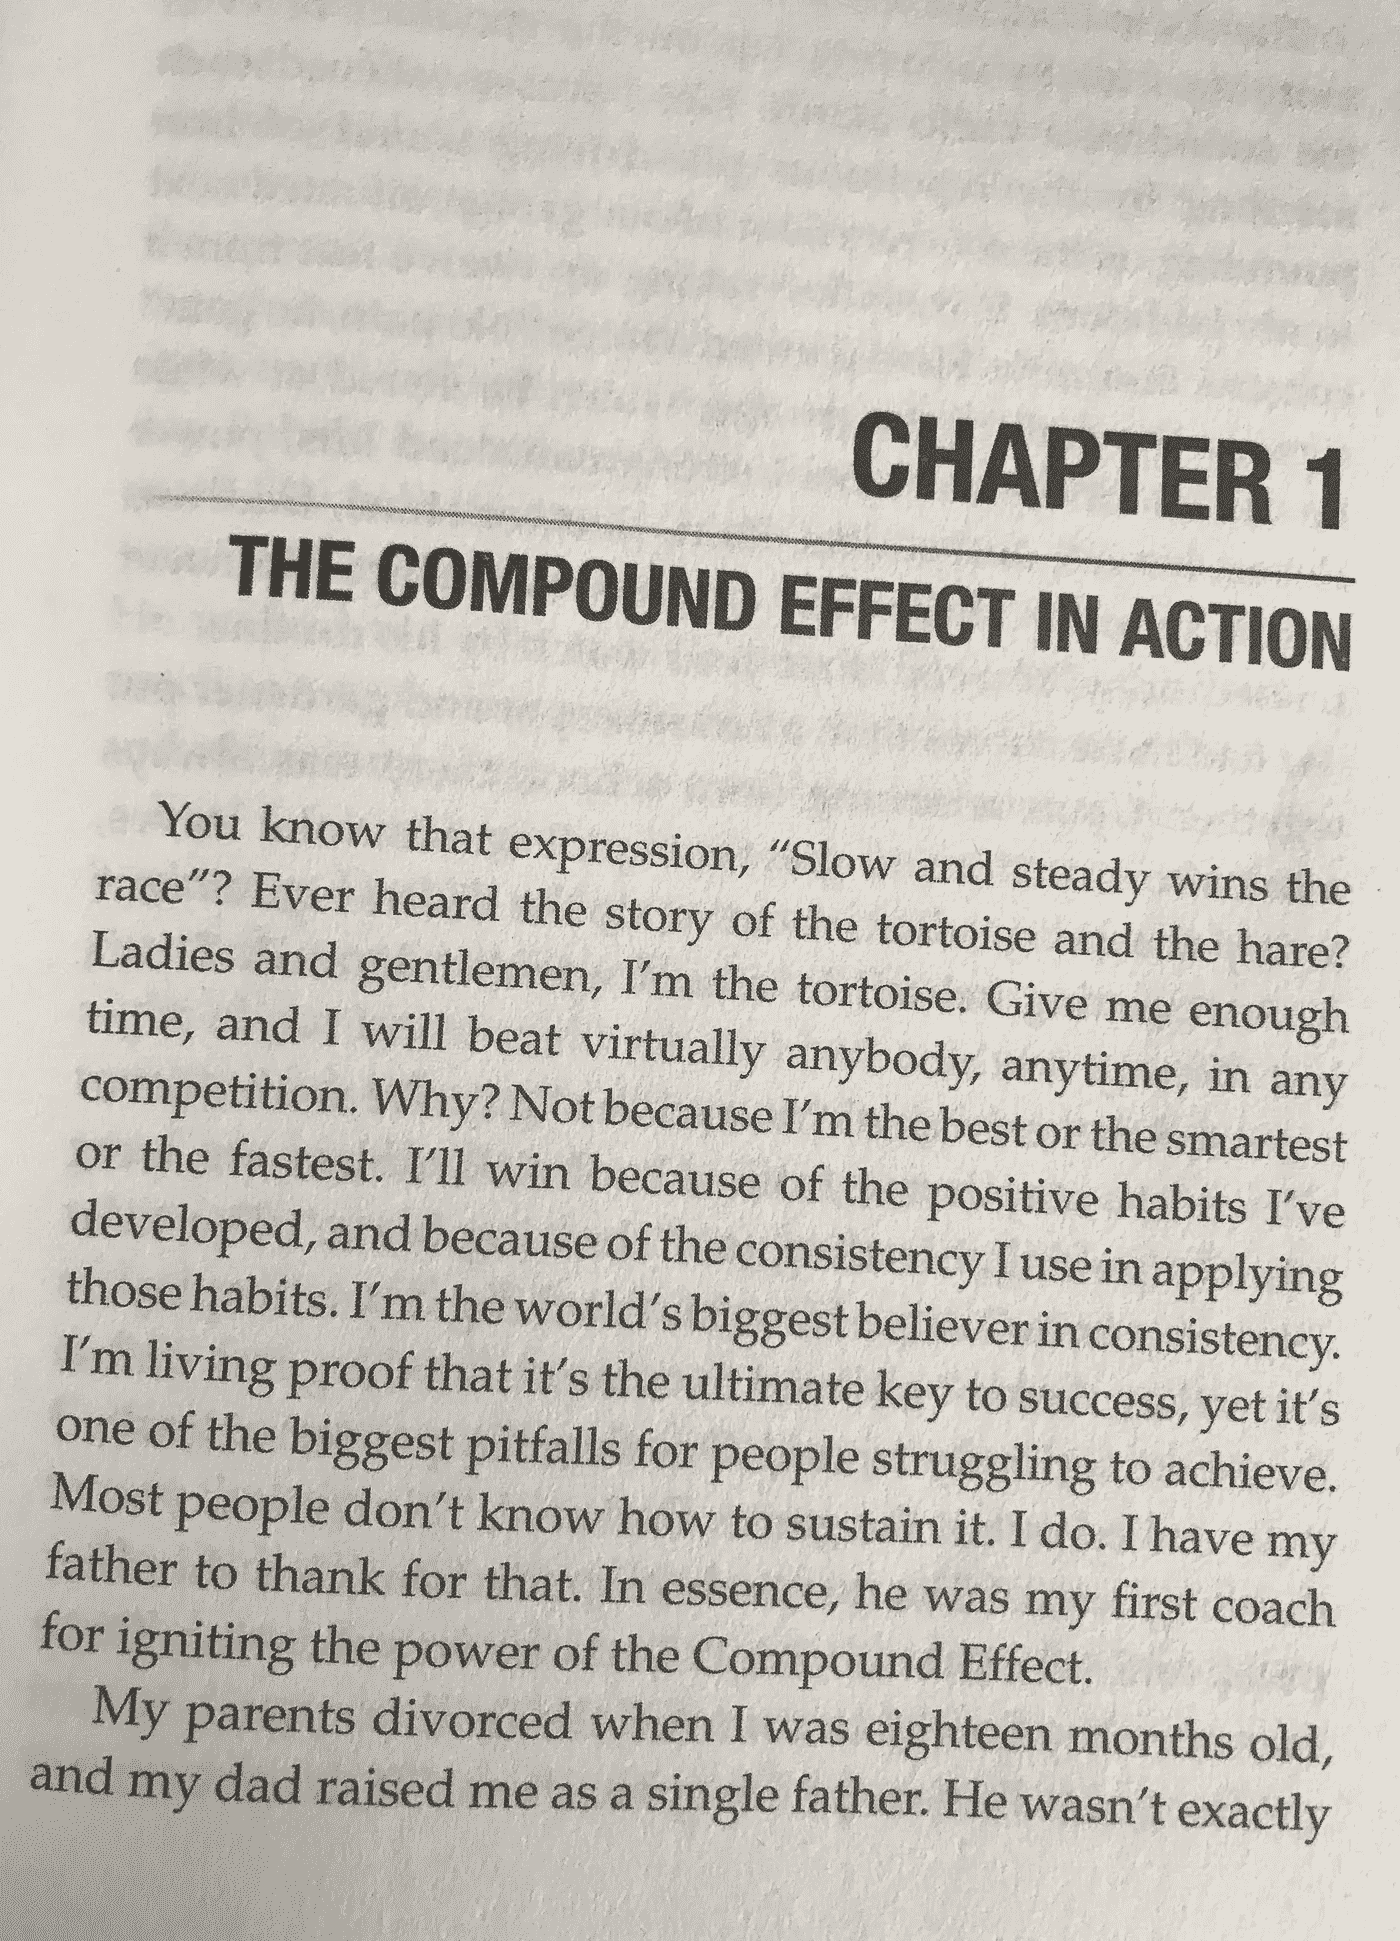 CHAPTER 1
THE COMPOUND EFFECT IN ACTION
You know that expression, “Slow and steady wins the
race”? Ever heard the story of the tortoise and the hare?
Ladies and gentlemen, I’m the tortoise. Give me enough
time, and I will beat virtually anybody, anytime, in any
competition. Why? Not because I’m the best or the smartest
or the fastest. I’ll win because of the positive habits I’ve
developed, and because of the consistency I use in applying
those habits. I’m the world’s biggest believer in consistency.
I’m living proof that it’s the ultimate key to success, yet it’s
one of the biggest pitfalls for people struggling to achieve.
Most people don’t know how to sustain it. I do. I have my
father to thank for that. In essence, he was my first coach
for igniting the power of the Compound Effect.
My parents divorced when I was eighteen months old,
and my dad raised me as a single father. He wasn’t exactly